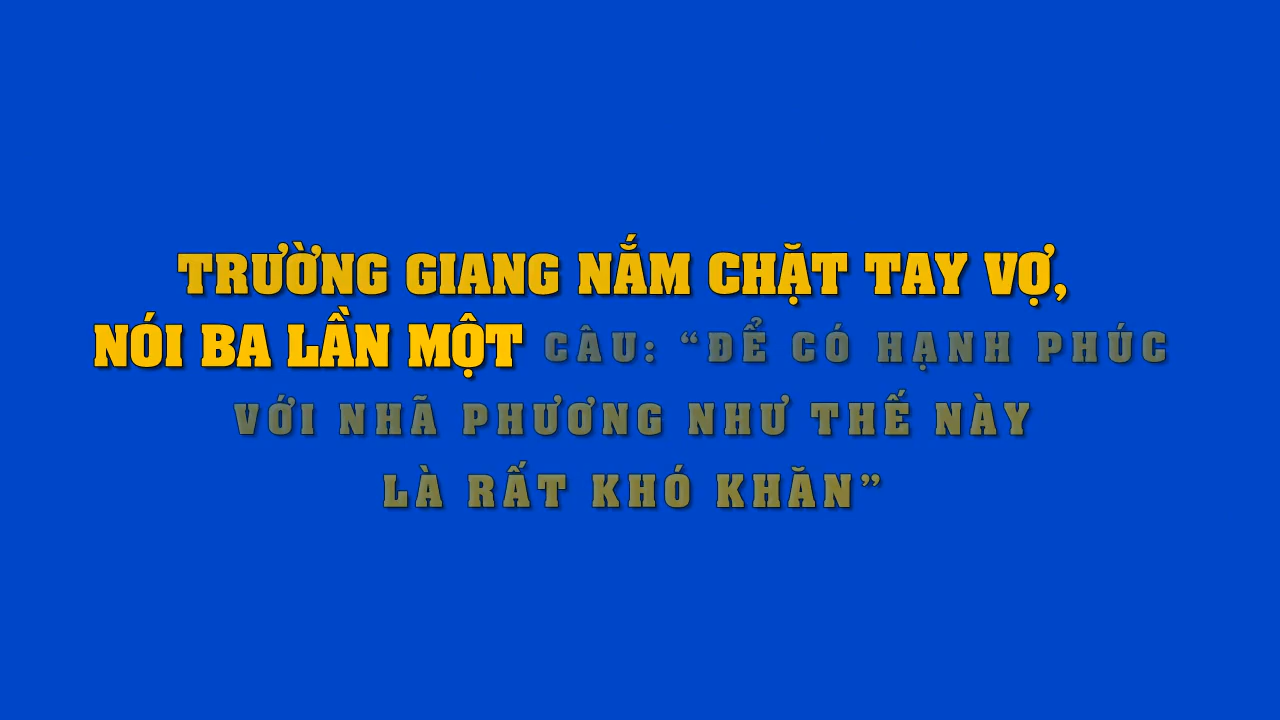 TRƯỜNG GIANG NẮM CHẶT TAY VỢ,
NÓI BA LẦN MỘT CÂU: “ĐỂ CÓ HẠNH PHÚC
VỚI NHÃ PHƯƠNG NHƯ THẾ NÀY
LÀ RẤT KHÓ KHĂN”